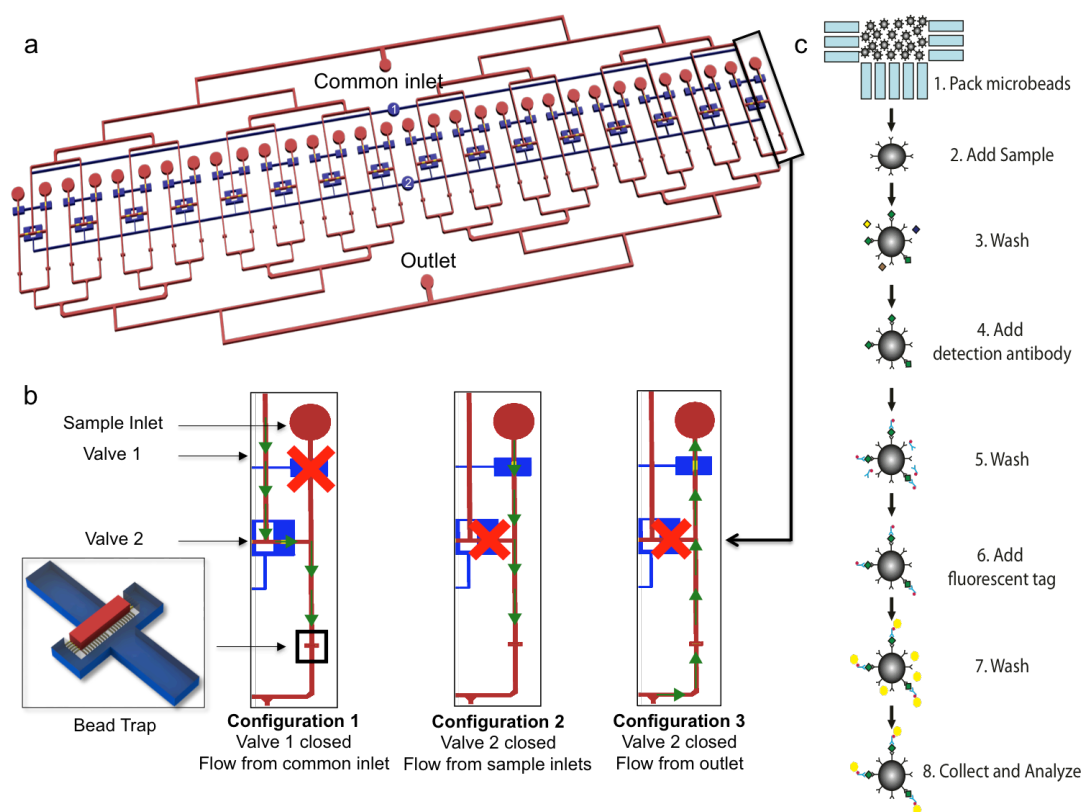 a
Common inlet
1
2
Outlet
b
Sample Inlet
Valve 1
Valve 2
Bead Trap
Configuration 1
Valve 1 closed
Flow from common inlet
Configuration 2
Valve 2 closed
Flow from sample inlets
Configuration 3
Valve 2 closed
Flow from outlet
c
1. Pack microbeads
2. Add Sample
3. Wash
4. Add
detection antibody
5. Wash
6. Add
fluorescent tag
7. Wash
8. Collect and Analyze